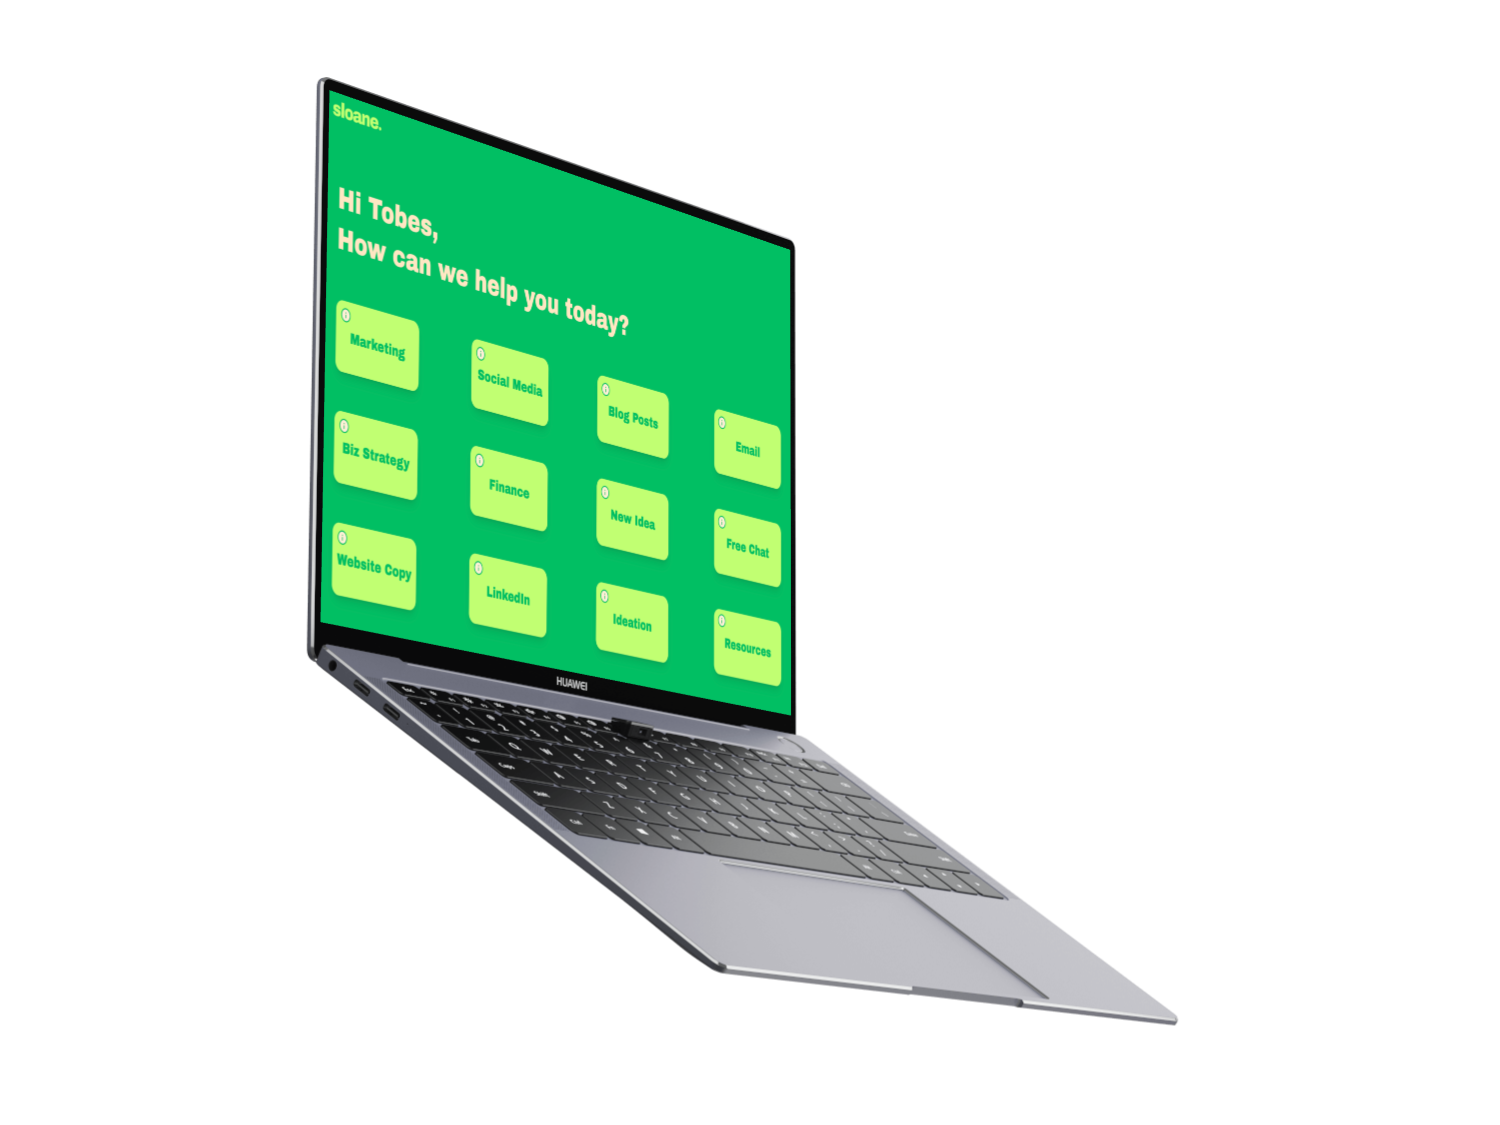 sloane.
Hi Tobes,
How can we help you today?
Marketing
Social Media
Blog Posts
Email
Biz Strategy
Finance
New Idea
Free Chat
Website Copy
LinkedIn
Ideation
Resources
HUAWEI